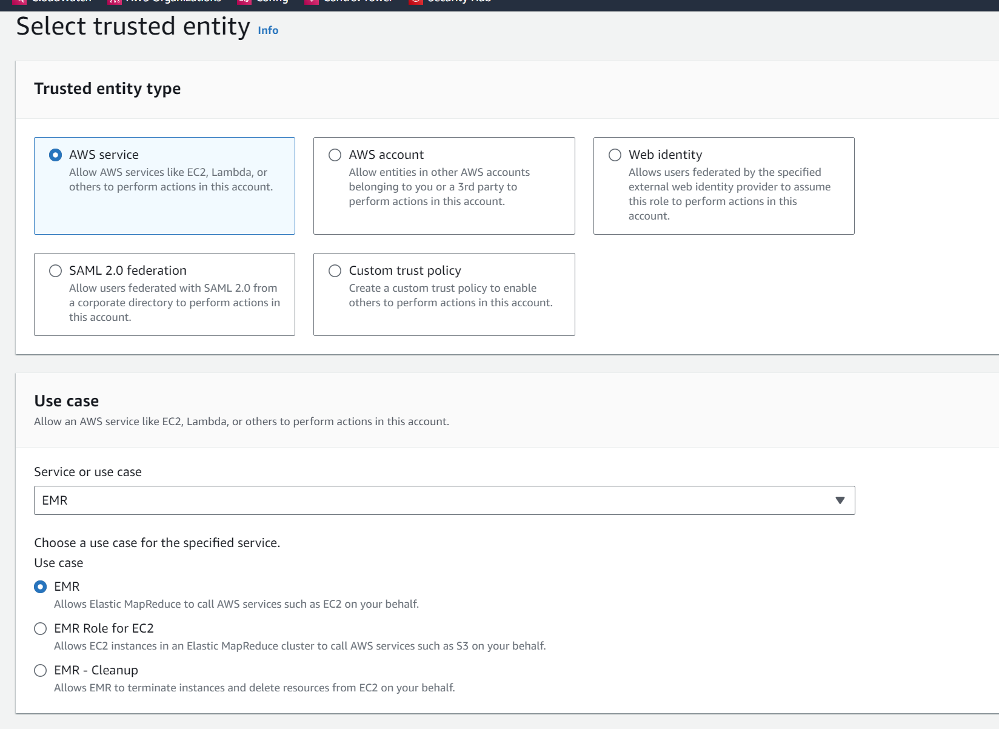 CloudWatch AWS Organizations Config Control Tower Security Hub
Select trusted entity Info
Trusted entity type
AWS service
Allow AWS services like EC2, Lambda, or
others to perform actions in this account.
AWS account
Allow entities in other AWS accounts
belonging to you or a 3rd party to
perform actions in this account.
Web identity
Allows users federated by the specified
external web identity provider to assume
this role to perform actions in this
account.
SAML 2.0 federation
Allow users federated with SAML 2.0 from
a corporate directory to perform actions in
this account.
Custom trust policy
Create a custom trust policy to enable
others to perform actions in this account.
Use case
Allow an AWS service like EC2, Lambda, or others to perform actions in this account.
Service or use case
EMR
Choose a use case for the specified service.
Use case
EMR
Allows Elastic MapReduce to call AWS services such as EC2 on your behalf.
EMR Role for EC2
Allows EC2 instances in an Elastic MapReduce cluster to call AWS services such as S3 on your behalf.
EMR - Cleanup
Allows EMR to terminate instances and delete resources from EC2 on your behalf.